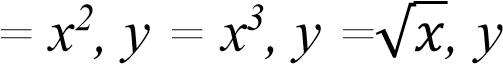 = x², y = x³, y =√x, y